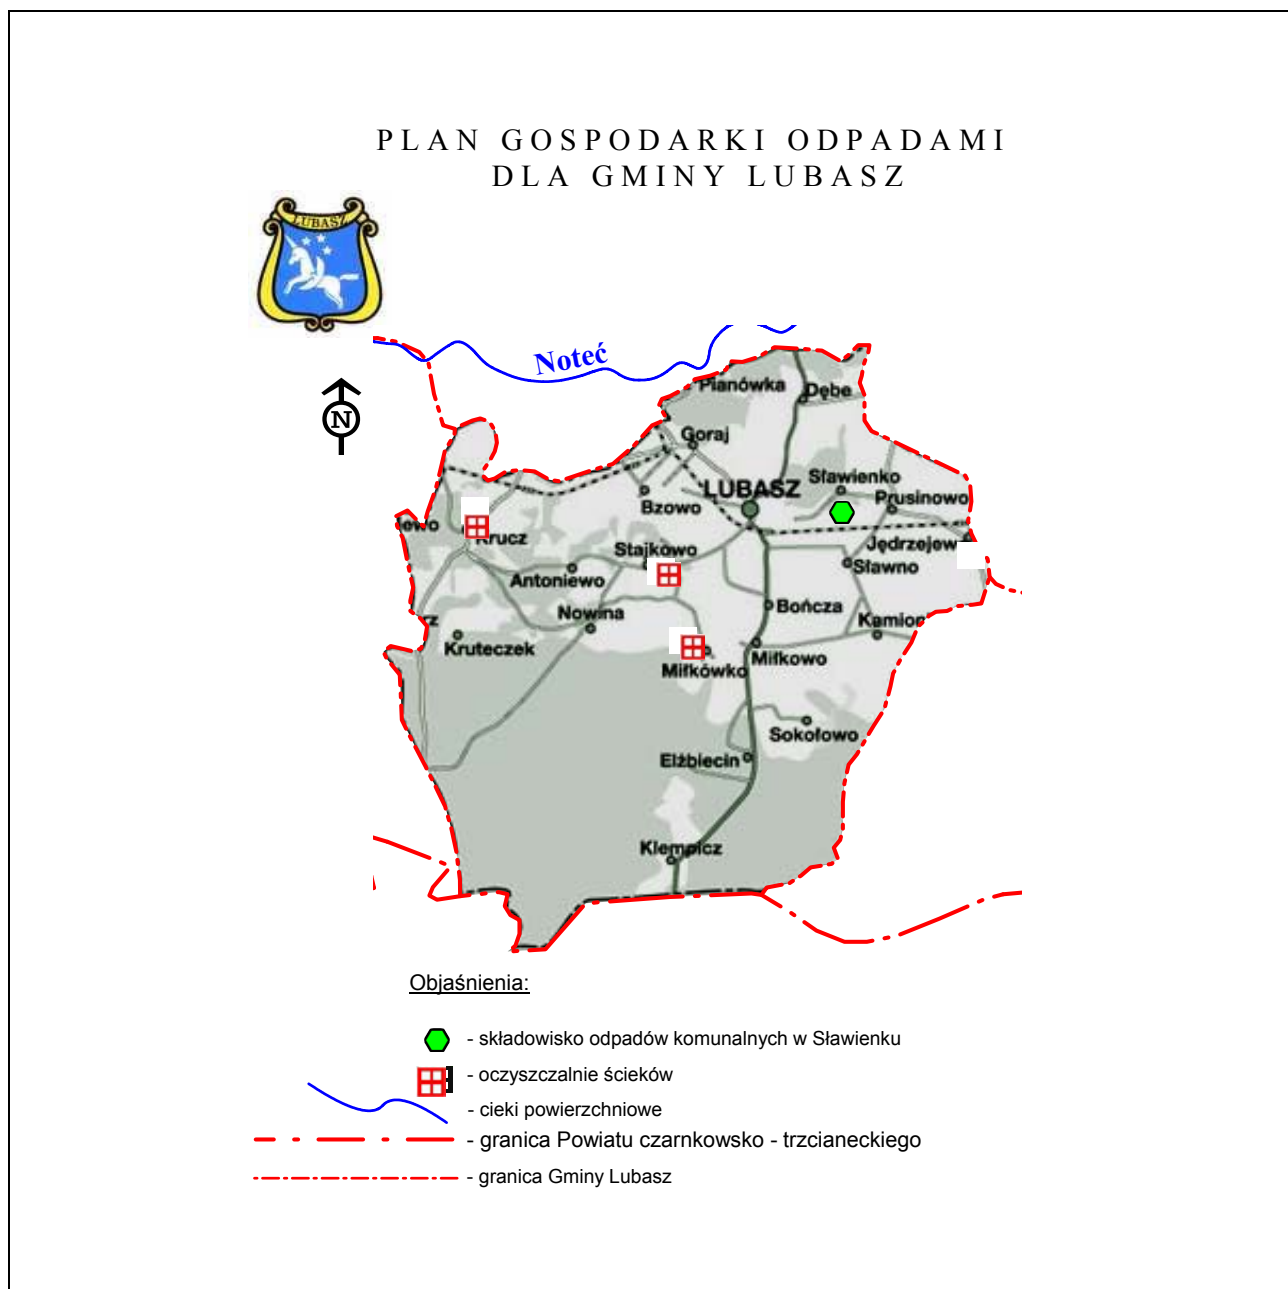 PLAN GOSPODARKI ODPADAMI
DLA GMINY LUBASZ
LUBASZ
Noteć
N
Pianówka
Dębe
Goraj
Sławienko
LUBASZ
Prusinowo
Bzowo
Krucz
Stajkowo
Jędrzejewo
Sławno
Antoniewo
Nowina
Bończa
Kamion
Kruteczek
Miłkówko
Miłkowo
Sokołowo
Elżbiecin
Klempicz
Objaśnienia:
- składowisko odpadów komunalnych w Sławienku
- oczyszczalnie ścieków
- cieki powierzchniowe
- granica Powiatu czarnkowsko - trzcianeckiego
- granica Gminy Lubasz